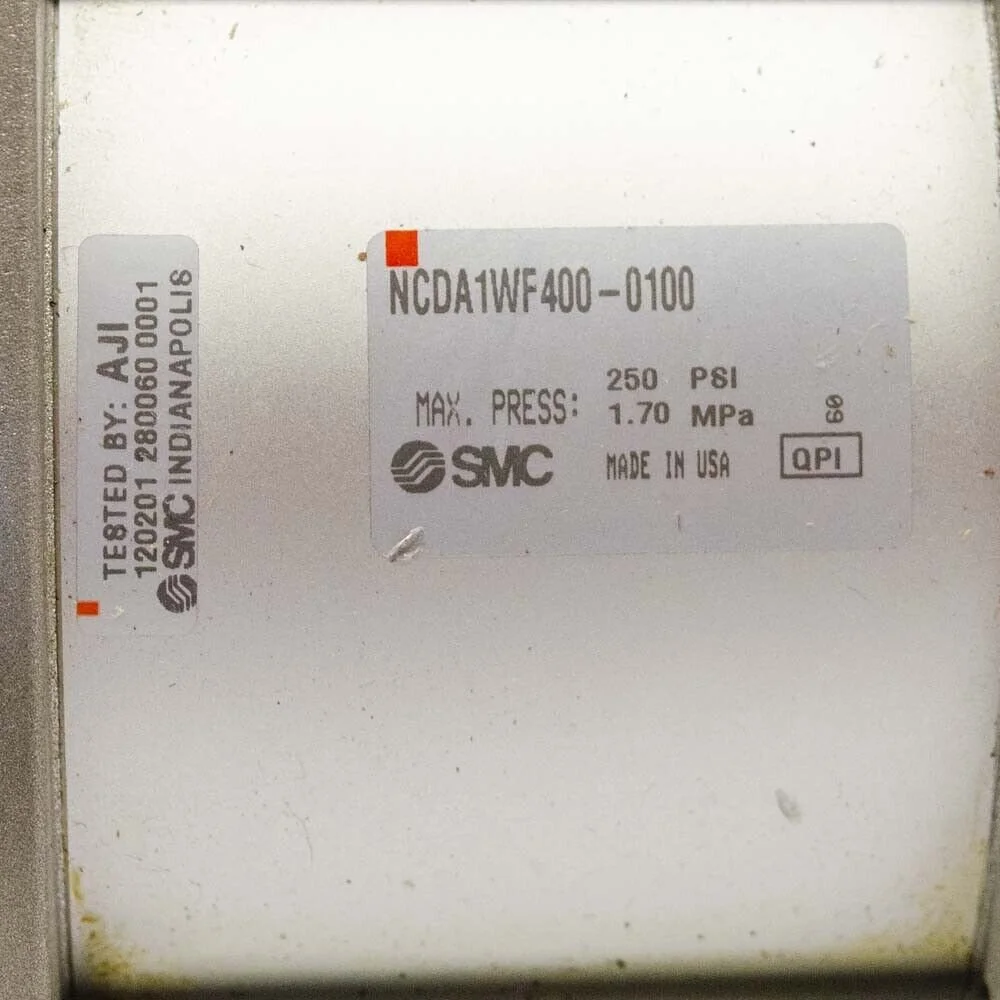 TESTED BY: AJI
120201 280060 0001
SMC INDIANAPOLIS
NCDA1WF400-0100
MAX. PRESS: 250 PSI
1.70 MPa
60
SMC MADE IN USA QPI